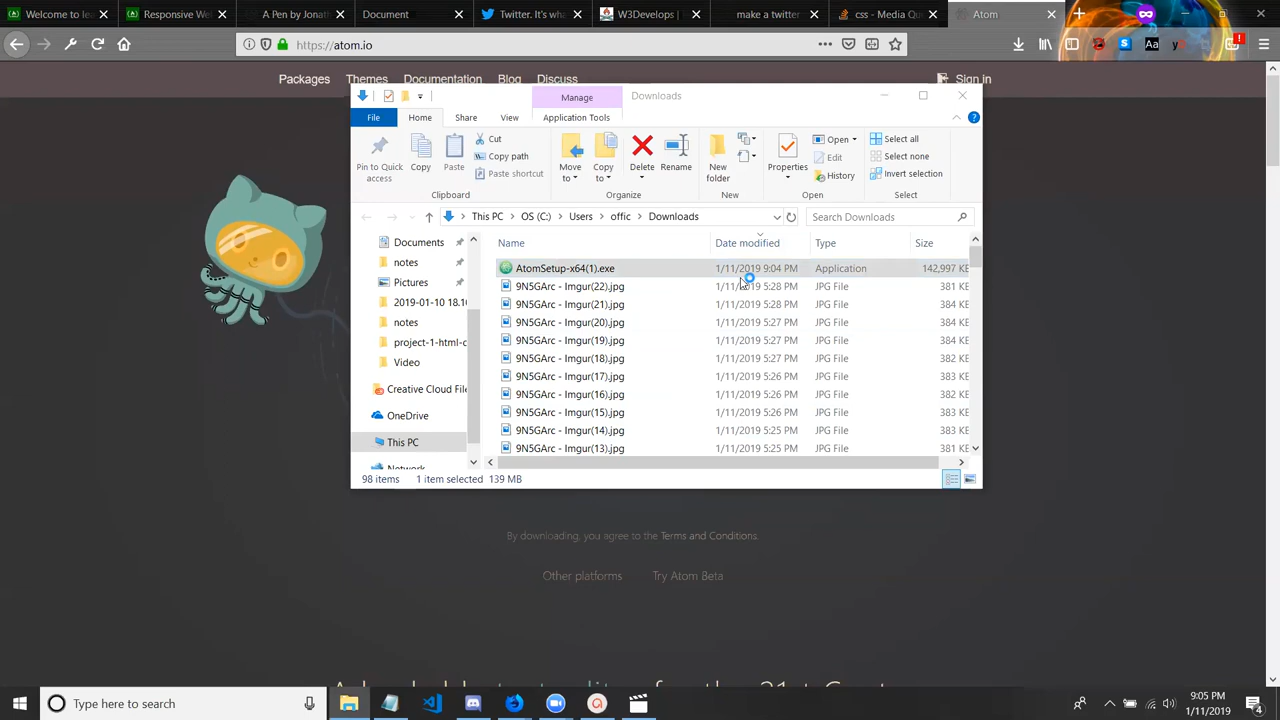 Welcome to lea
Responsive We
A Pen by Jonath
Document
Twitter. It's wha
W3Develops |
make a twitter
css - Media Qu
Atom
https://atom.io
Packages Themes Documentation Blog Discuss Sign in
Manage Downloads
File Home Share View Application Tools
Pin to Quick access
Copy
Paste
Cut
Copy path
Paste shortcut
Move to
Copy to
Delete
Rename
New folder
Properties
Open
Edit
History
Select all
Select none
Invert selection
Clipboard Organize New Open Select
This PC OS (C:) Users offic Downloads Search Downloads
Documents
notes
Pictures
2019-01-10 18.1
notes
project-1-html-c
Video
Creative Cloud File
OneDrive
This PC
Network
Name Date modified Type Size
AtomSetup-x64(1).exe 1/11/2019 9:04 PM Application 142,997 KB
9N5GArc - Imgur(22).jpg 1/11/2019 5:28 PM JPG File 381 KB
9N5GArc - Imgur(21).jpg 1/11/2019 5:28 PM JPG File 384 KB
9N5GArc - Imgur(20).jpg 1/11/2019 5:27 PM JPG File 384 KB
9N5GArc - Imgur(19).jpg 1/11/2019 5:27 PM JPG File 384 KB
9N5GArc - Imgur(18).jpg 1/11/2019 5:27 PM JPG File 382 KB
9N5GArc - Imgur(17).jpg 1/11/2019 5:26 PM JPG File 383 KB
9N5GArc - Imgur(16).jpg 1/11/2019 5:26 PM JPG File 382 KB
9N5GArc - Imgur(15).jpg 1/11/2019 5:26 PM JPG File 383 KB
9N5GArc - Imgur(14).jpg 1/11/2019 5:25 PM JPG File 383 KB
9N5GArc - Imgur(13).jpg 1/11/2019 5:25 PM JPG File 381 KB
98 items 1 item selected 139 MB
By downloading, you agree to the Terms and Conditions.
Other platforms Try Atom Beta
Type here to search
9:05 PM
1/11/2019
4